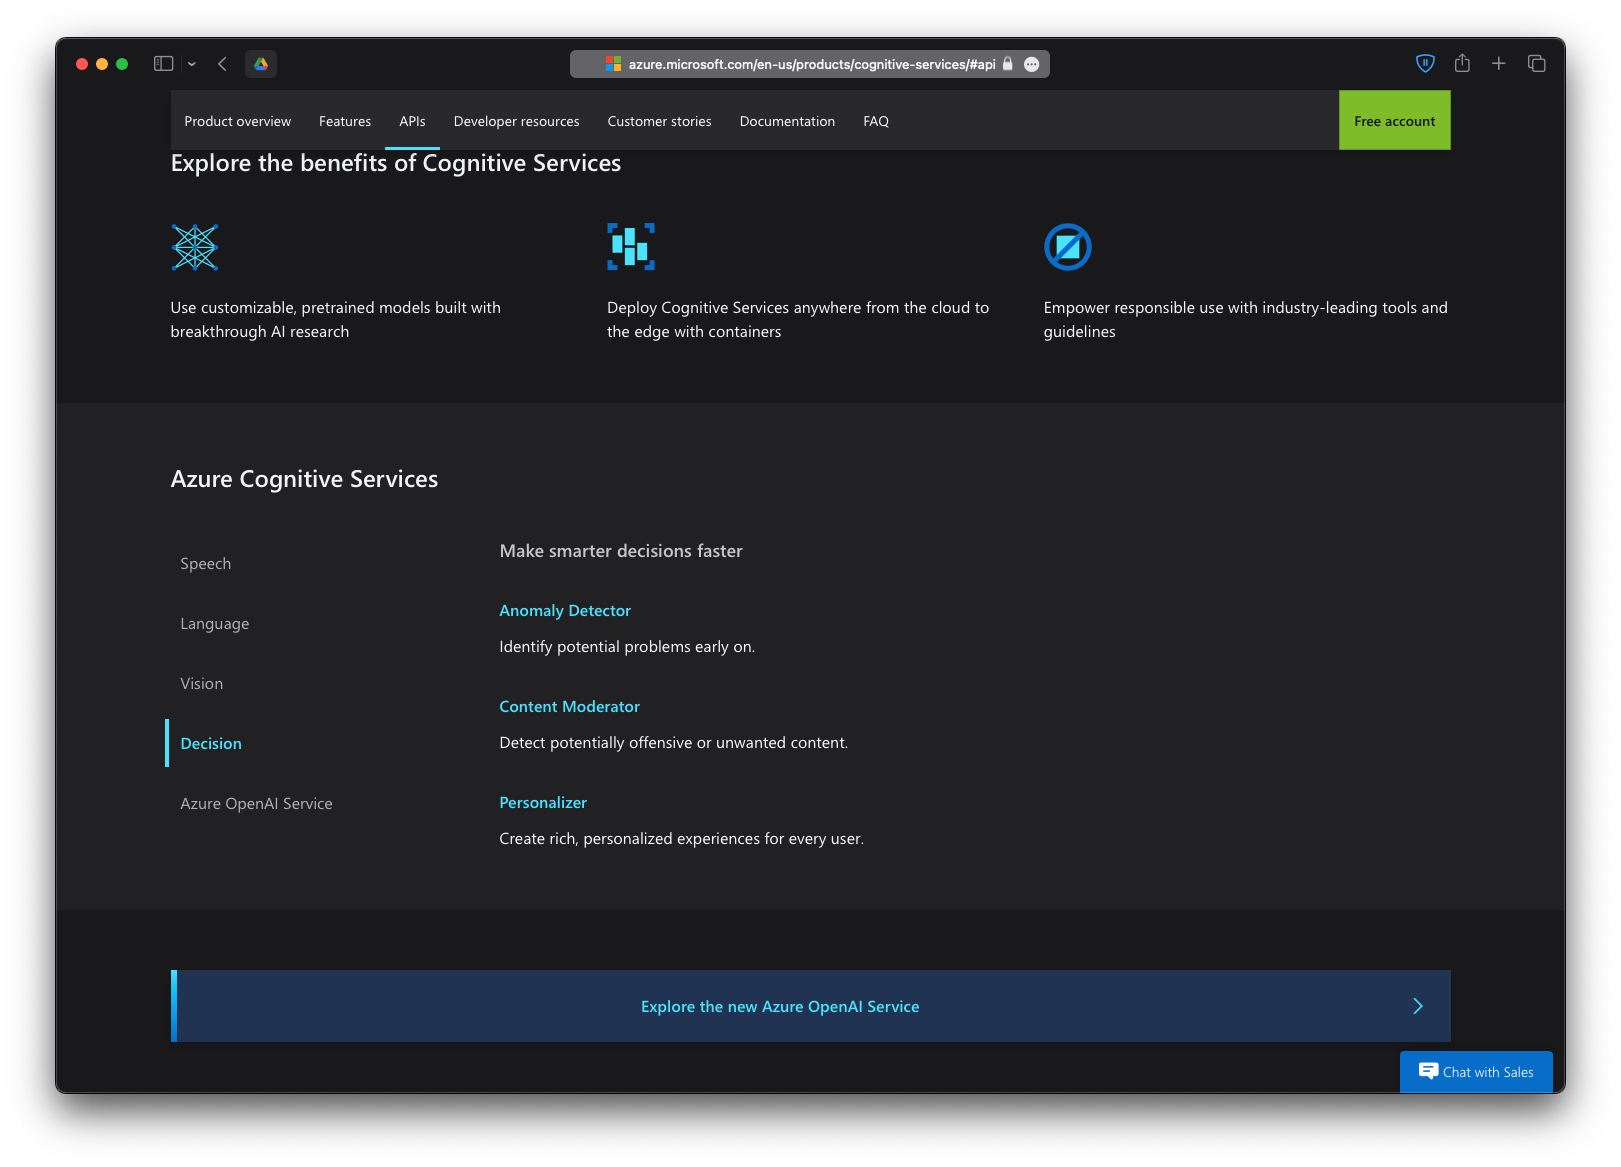 azure.microsoft.com/en-us/products/cognitive-services/#api
Product overview Features APIs Developer resources Customer stories Documentation FAQ Free account
Explore the benefits of Cognitive Services
Use customizable, pretrained models built with
breakthrough AI research
Deploy Cognitive Services anywhere from the cloud to
the edge with containers
Empower responsible use with industry-leading tools and
guidelines
Azure Cognitive Services
Speech
Language
Vision
Decision
Azure OpenAI Service
Make smarter decisions faster
Anomaly Detector
Identify potential problems early on.
Content Moderator
Detect potentially offensive or unwanted content.
Personalizer
Create rich, personalized experiences for every user.
Explore the new Azure OpenAI Service
Chat with Sales